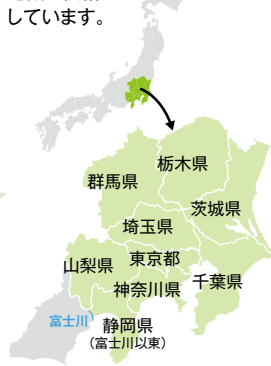 しています。
栃木県
群馬県
茨城県
埼玉県
山梨県
東京都
千葉県
神奈川県
富士川
静岡県
（富士川以東）